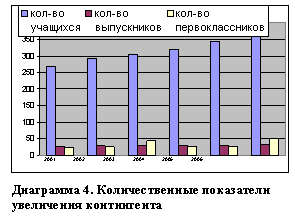 кол-во кол-во кол-во
учащихся выпускников первоклассников
350
300
250
200
150
100
50
0
2001 2002 2003 2004 2005 2006
Диаграмма 4. Количественные показатели
увеличения контингента